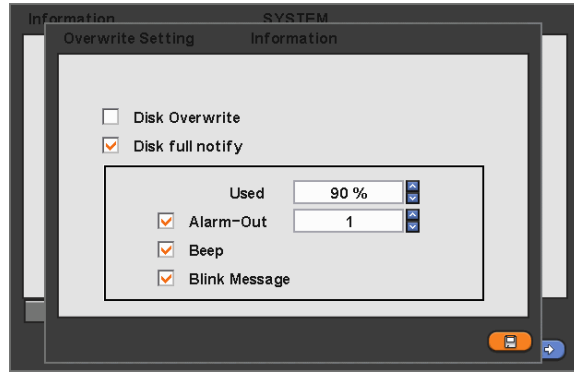 Information SYSTEM
Overwrite Setting Information
Disk Overwrite
Disk full notify
Used 90 %
Alarm-Out 1
Beep
Blink Message